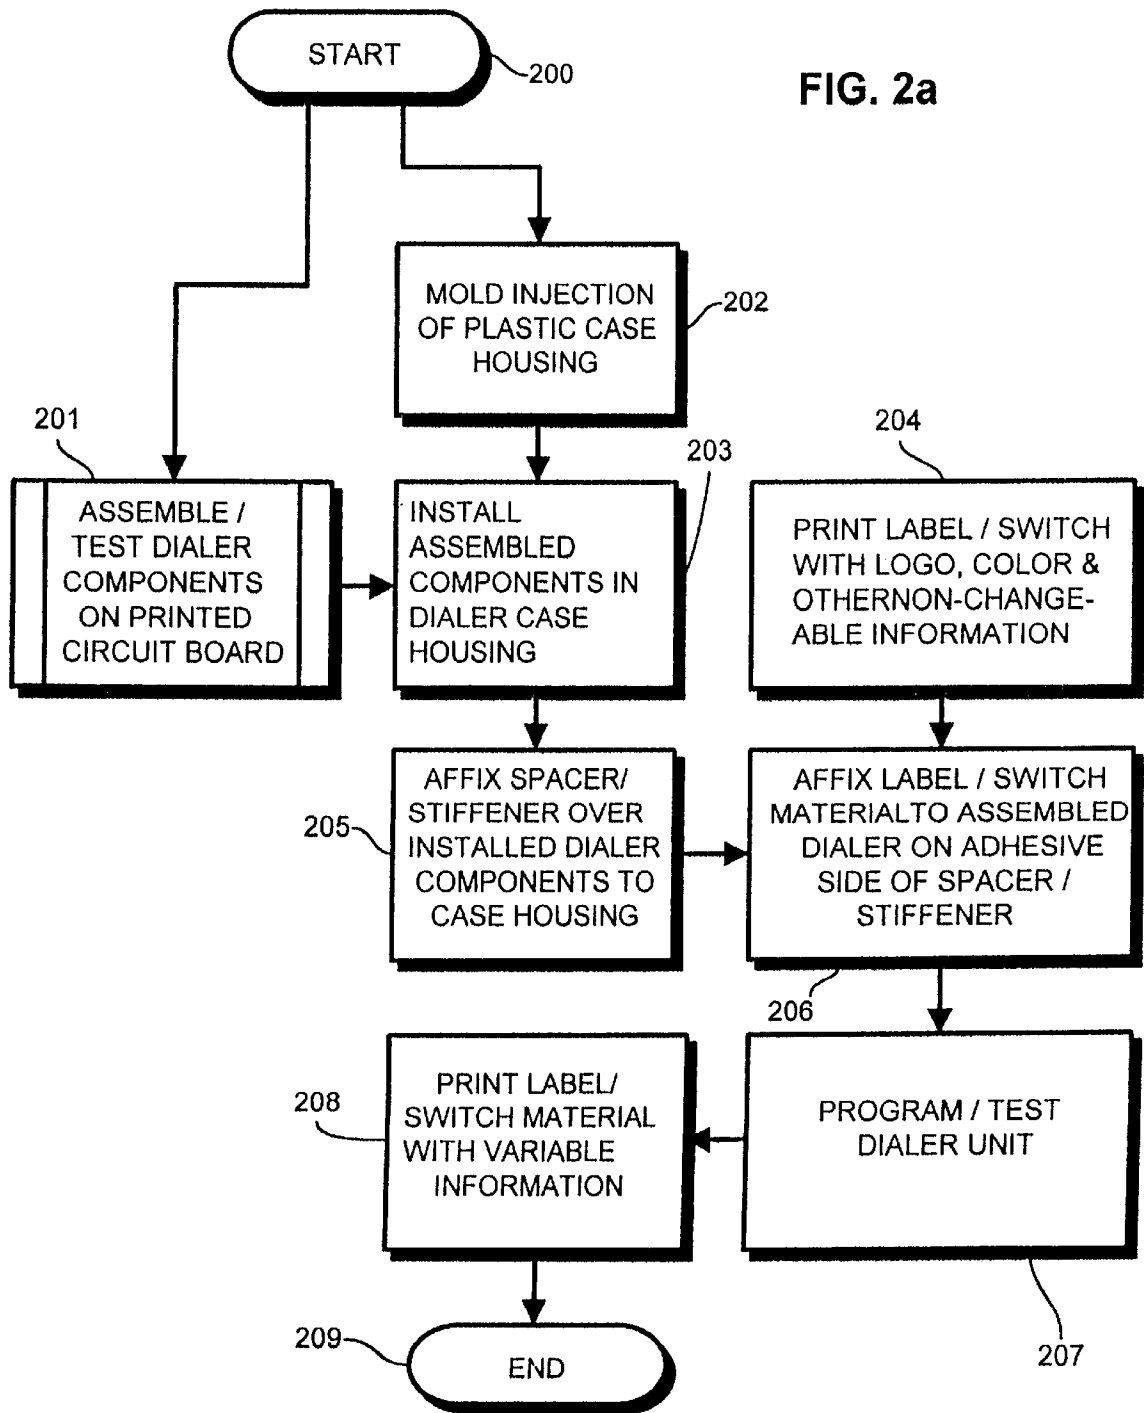 START
200
FIG. 2a
MOLD INJECTION
OF PLASTIC CASE
HOUSING
202
201
ASSEMBLE /
TEST DIALER
COMPONENTS
ON PRINTED
CIRCUIT BOARD
INSTALL
ASSEMBLED
COMPONENTS IN
DIALER CASE
HOUSING
203
204
PRINT LABEL / SWITCH
WITH LOGO, COLOR &
OTHERNON-CHANGE-
ABLE INFORMATION
205
AFFIX SPACER/
STIFFENER OVER
INSTALLED DIALER
COMPONENTS TO
CASE HOUSING
AFFIX LABEL / SWITCH
MATERIALTO ASSEMBLED
DIALER ON ADHESIVE
SIDE OF SPACER /
STIFFENER
206
208
PRINT LABEL/
SWITCH MATERIAL
WITH VARIABLE
INFORMATION
PROGRAM / TEST
DIALER UNIT
207
209
END